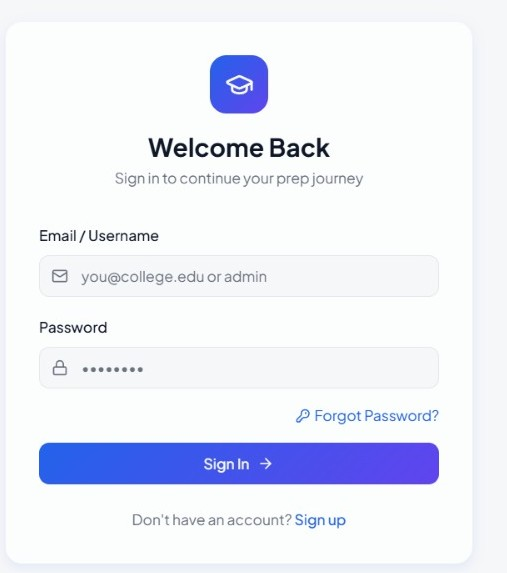 Welcome Back
Sign in to continue your prep journey
Email / Username
you@college.edu or admin
Password
••••••••
Forgot Password?
Sign In →
Don't have an account? Sign up